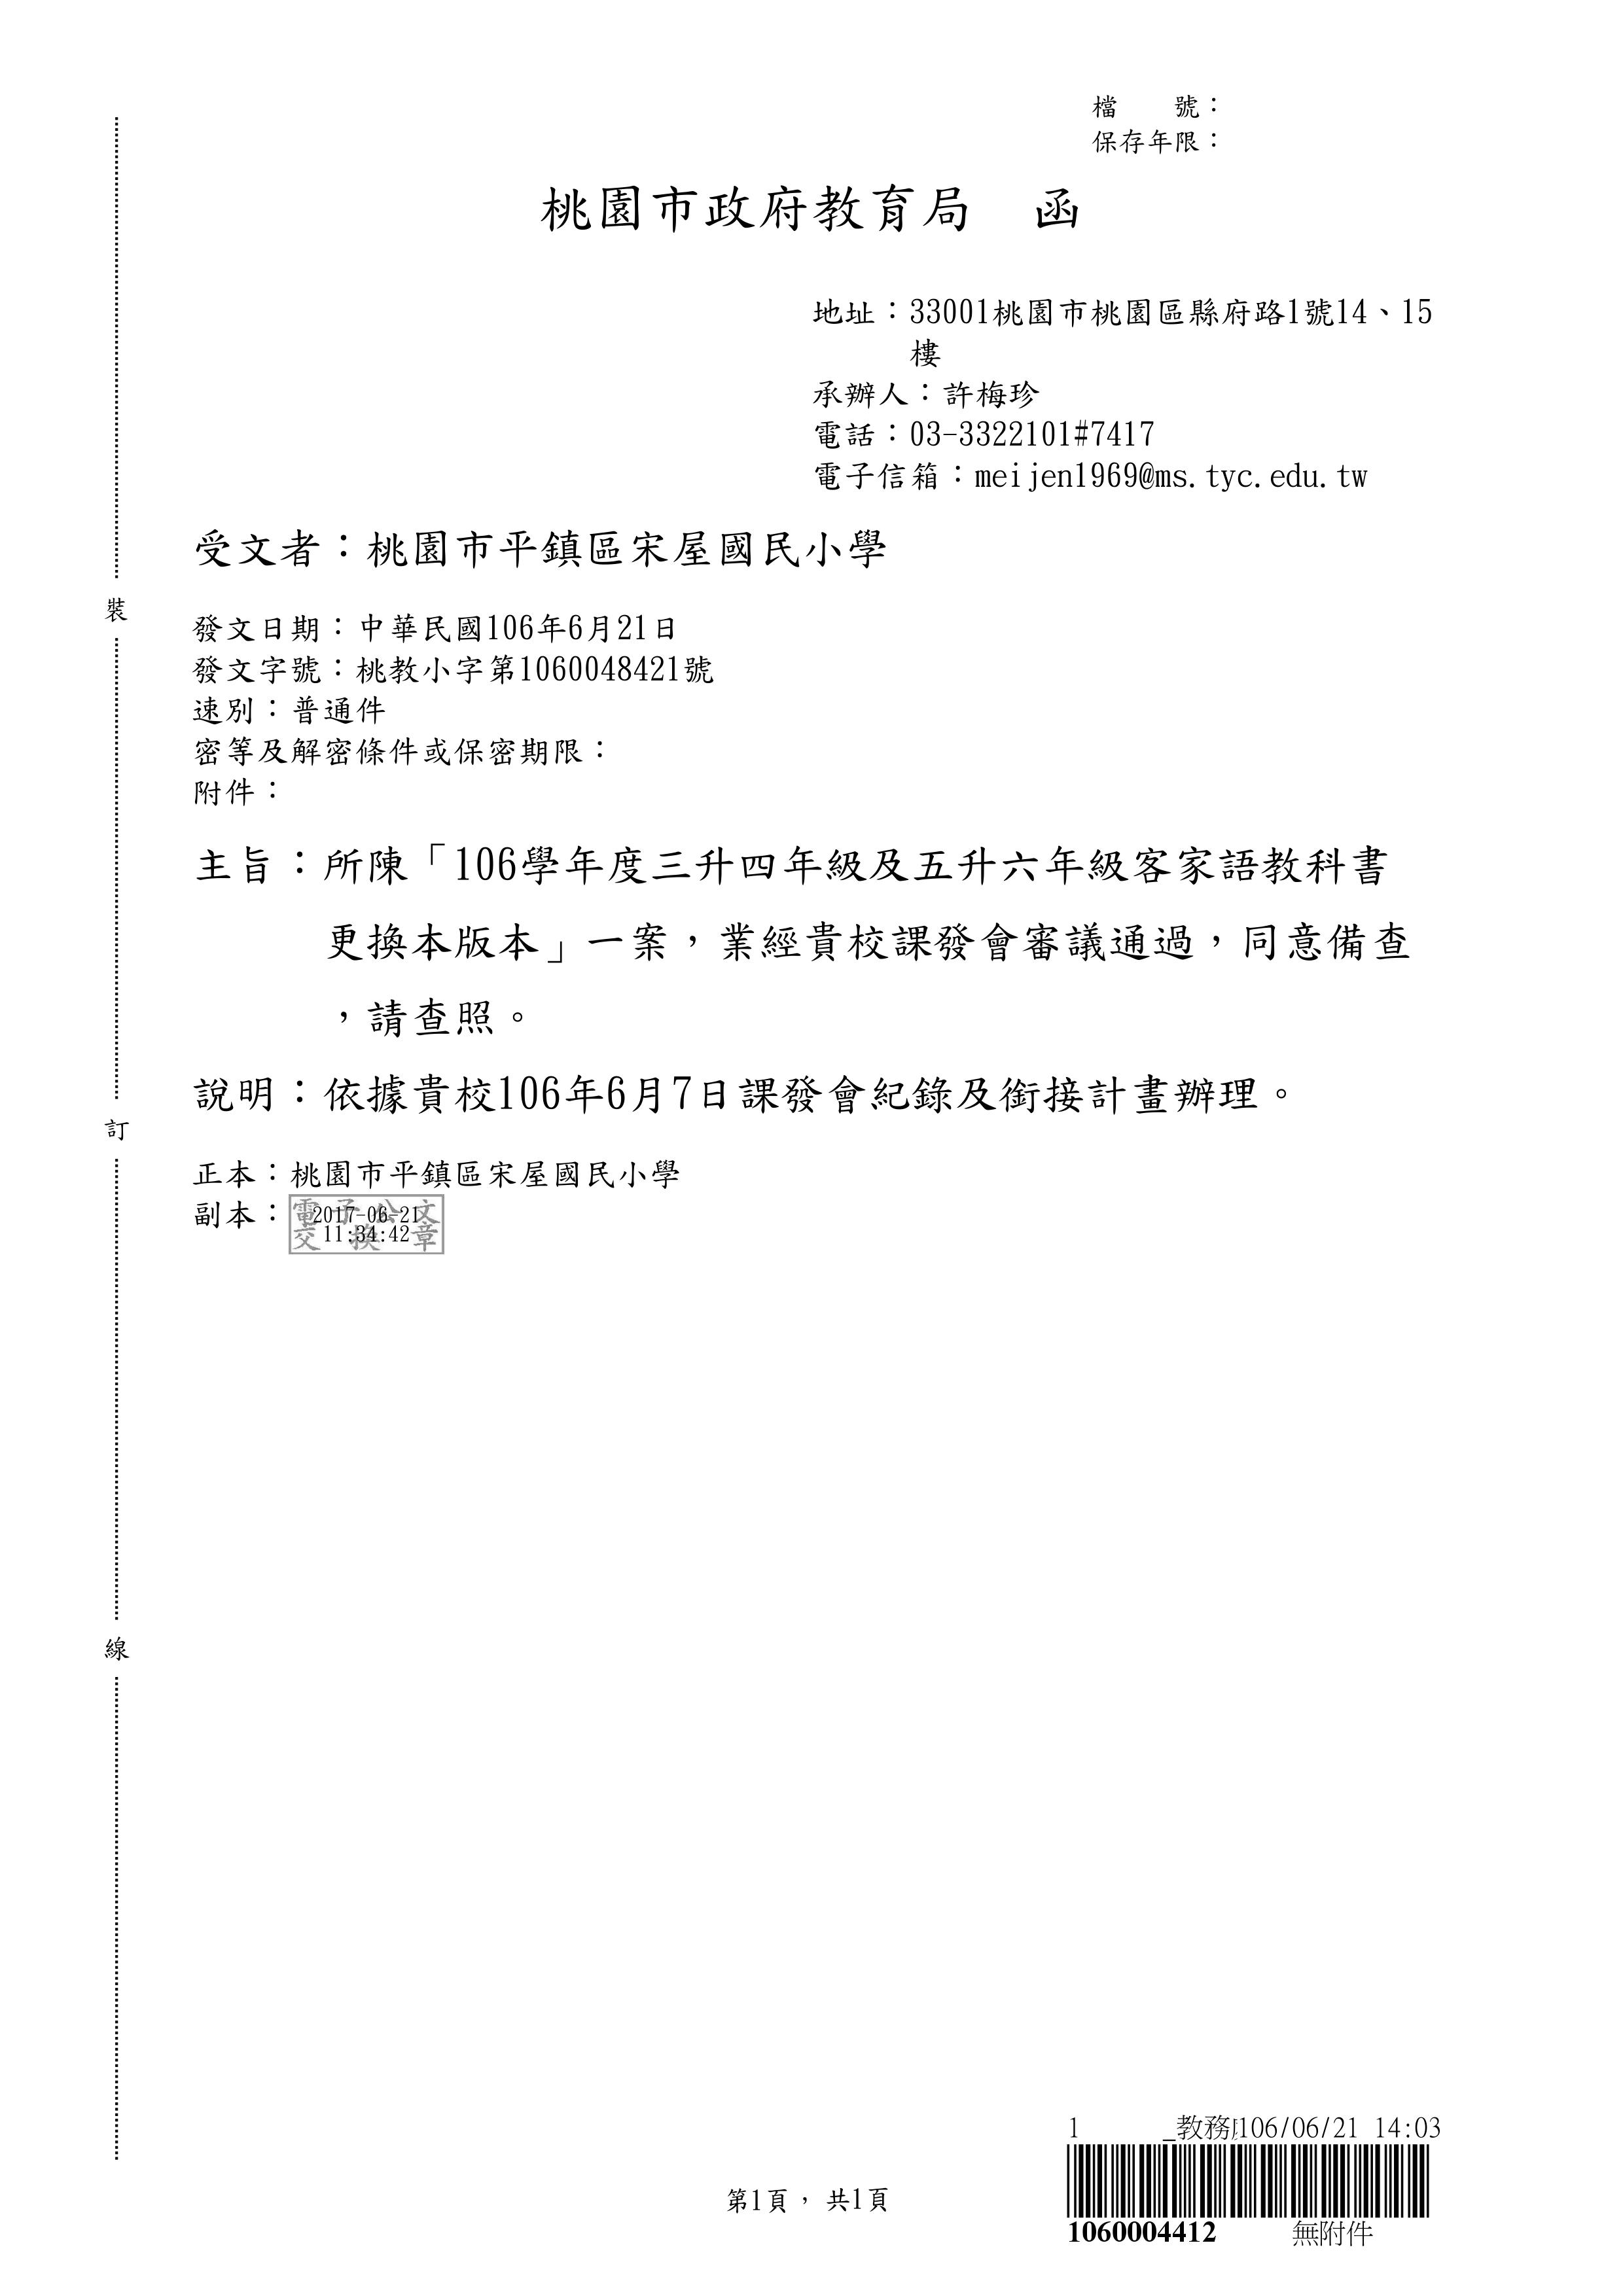 檔　　號：
保存年限：
桃園市政府教育局　函
地址：33001桃園市桃園區縣府路1號14、15
樓
承辦人：許梅珍
電話：03-3322101#7417
電子信箱：meijen1969@ms.tyc.edu.tw
受文者：桃園市平鎮區宋屋國民小學
發文日期：中華民國106年6月21日
發文字號：桃教小字第1060048421號
速別：普通件
密等及解密條件或保密期限：
附件：
主旨：所陳「106學年度三升四年級及五升六年級客家語教科書
更換本版本」一案，業經貴校課發會審議通過，同意備查
，請查照。
說明：依據貴校106年6月7日課發會紀錄及銜接計畫辦理。
正本：桃園市平鎮區宋屋國民小學
副本：
電子公文
交換章
2017-06-21
11:34:42
裝
訂
線
第1頁，共1頁
1 _教務 106/06/21 14:03
1060004412 無附件